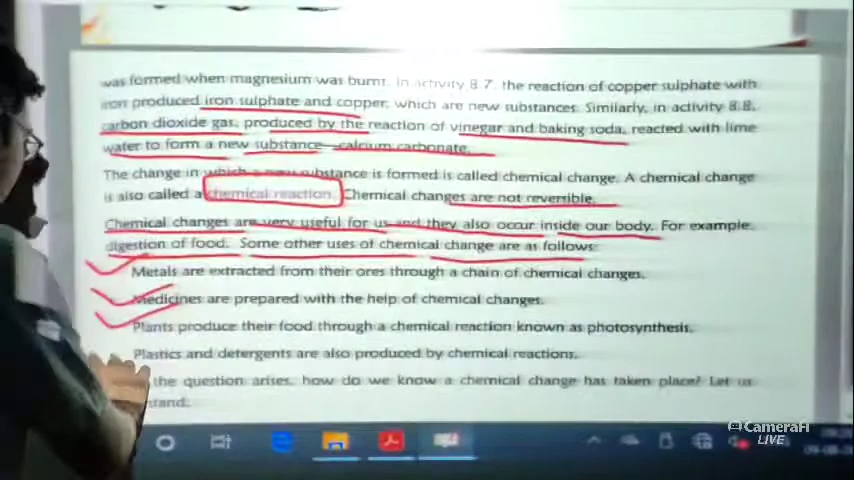 was formed when magnesium was burnt. In activity 8.7, the reaction of copper sulphate with
iron produced iron sulphate and copper, which are new substances. Similarly, in activity 8.8,
carbon dioxide gas, produced by the reaction of vinegar and baking soda, reacted with lime
water to form a new substance—calcium carbonate.
The change in which a new substance is formed is called chemical change. A chemical change
is also called a chemical reaction. Chemical changes are not reversible.
Chemical changes are very useful for us and they also occur inside our body. For example,
digestion of food. Some other uses of chemical change are as follows:
Metals are extracted from their ores through a chain of chemical changes.
Medicines are prepared with the help of chemical changes.
Plants produce their food through a chemical reaction known as photosynthesis.
Plastics and detergents are also produced by chemical reactions.
the question arises, how do we know a chemical change has taken place? Let us
stand.
CameraFi
LIVE